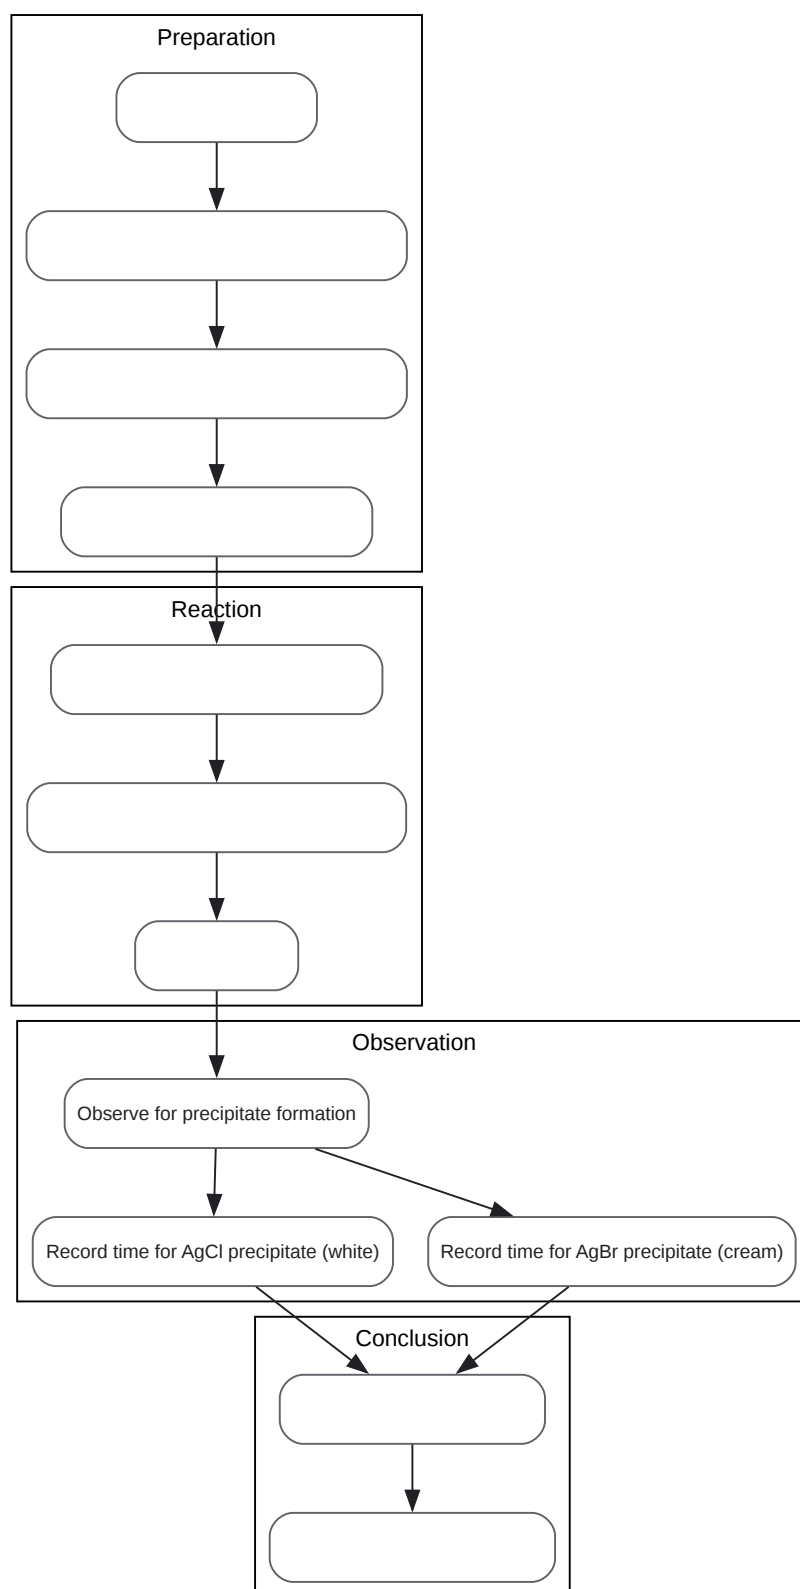 Preparation
Reaction
Observation
Observe for precipitate formation
Record time for AgCl precipitate (white)
Record time for AgBr precipitate (cream)
Conclusion